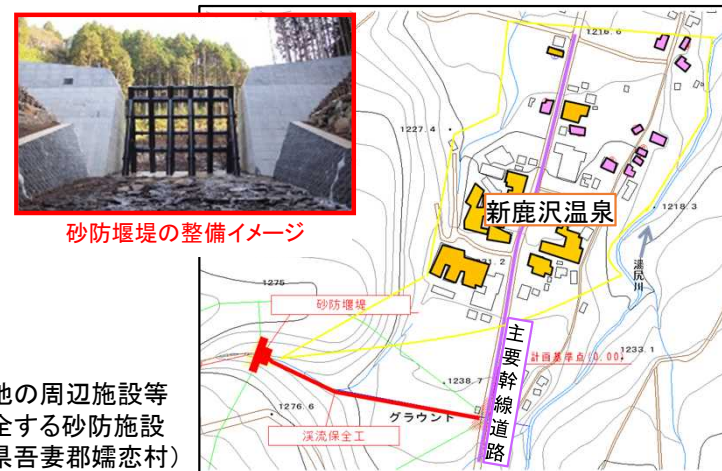 砂防堰堤の整備イメージ
1216.6
1227.4
新鹿沢温泉
1218.3
湯尻川
1275
71.2
砂防堰堤
主要幹線道路
計画基準点(0.00)
1233.1
1238.7
グラウンド
1276.6
渓流保全工
地の周辺施設等
全する砂防施設
県吾妻郡嬬恋村)